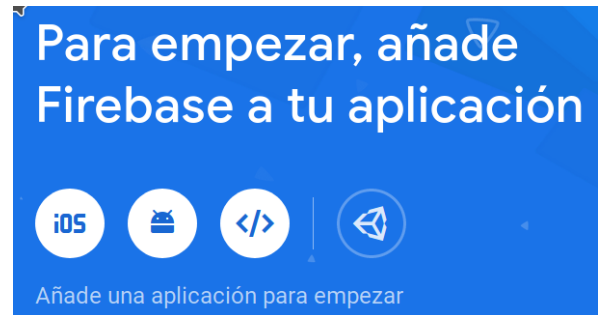 Para empezar, añade
Firebase a tu aplicación
iOS
</>
Añade una aplicación para empezar